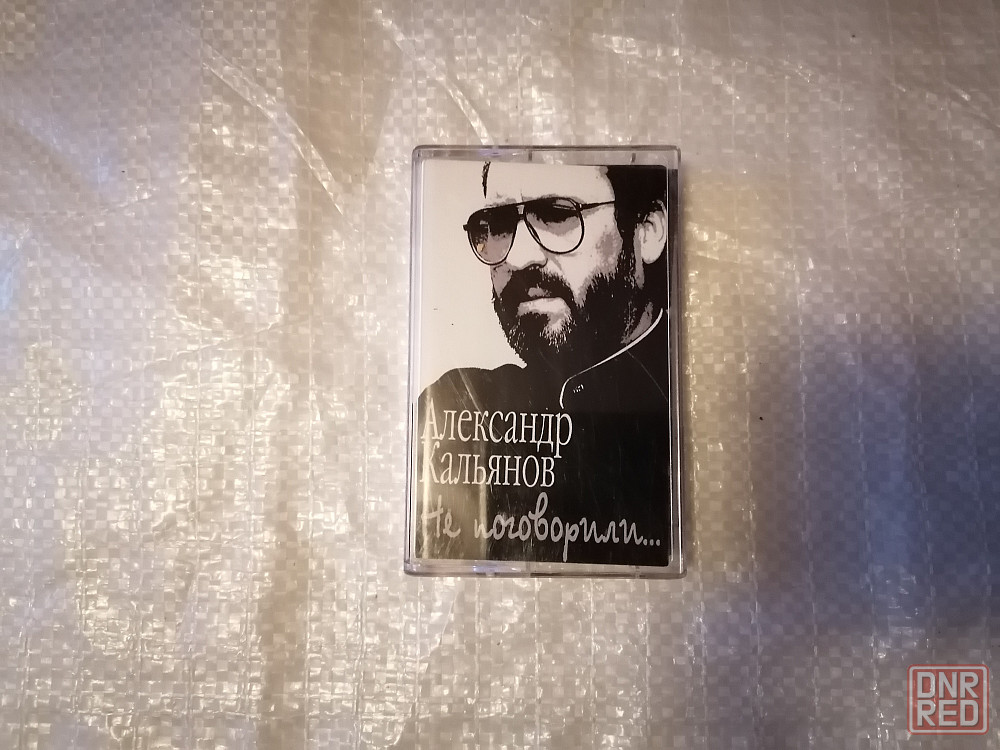 Александр
Кальянов
Не поговорили...
DNR
RED